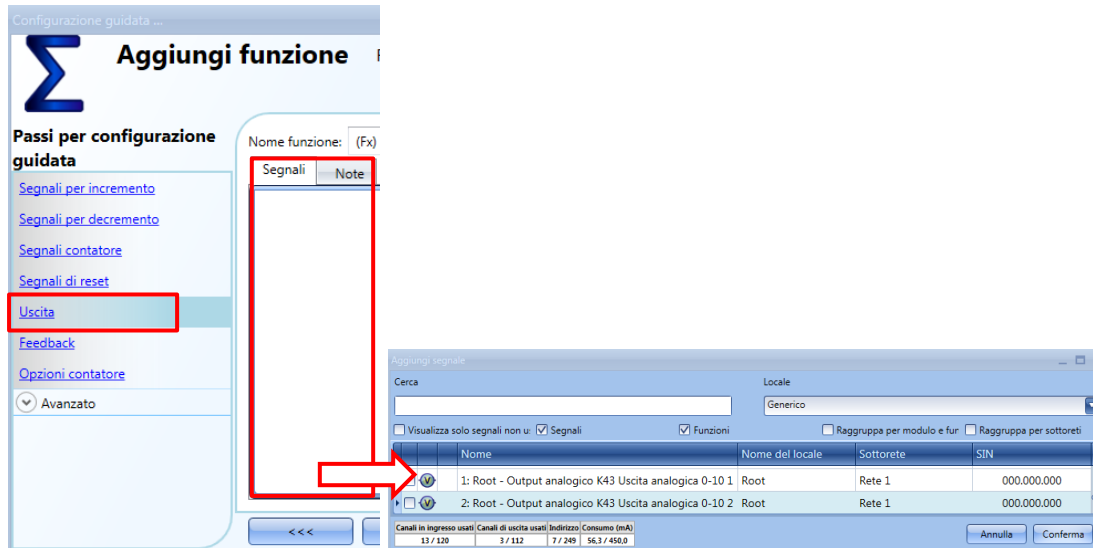 Configurazione guidata ...
Aggiungi funzione
Passi per configurazione
guidata
Segnali per incremento
Segnali per decremento
Segnali contatore
Segnali di reset
Uscita
Feedback
Opzioni contatore
Avanzato
Nome funzione: (Fx)
Segnali Note
<<<
Aggiungi segnale
Cerca Locale
Generico
Visualizza solo segnali non u: Segnali Funzioni Raggruppa per modulo e fur Raggruppa per sottoreti
Nome Nome del locale Sottorete SIN
1: Root - Output analogico K43 Uscita analogica 0-10 1 Root Rete 1 000.000.000
2: Root - Output analogico K43 Uscita analogica 0-10 2 Root Rete 1 000.000.000
Canali in ingresso usati Canali di uscita usati Indirizzo Consumo (mA)
13 / 120 3 / 112 7 / 249 56,3 / 450,0
Annulla Conferma